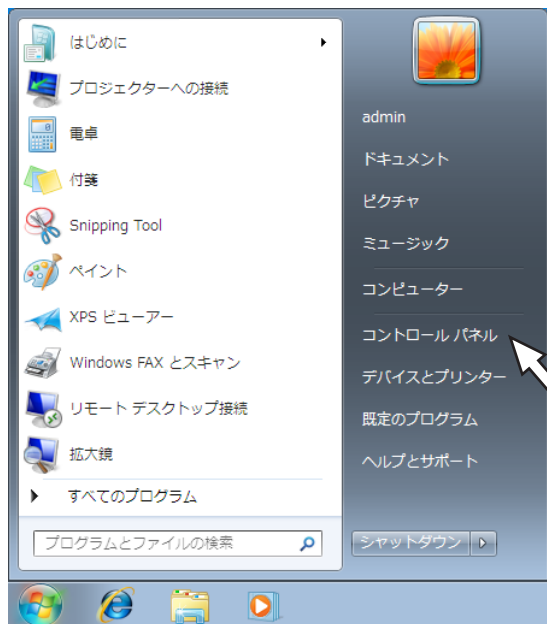 はじめに
プロジェクターへの接続
電卓
付箋
Snipping Tool
ペイント
XPS ビューアー
Windows FAX とスキャン
リモート デスクトップ接続
拡大鏡
すべてのプログラム
プログラムとファイルの検索
admin
ドキュメント
ピクチャ
ミュージック
コンピューター
コントロール パネル
デバイスとプリンター
既定のプログラム
ヘルプとサポート
シャットダウン